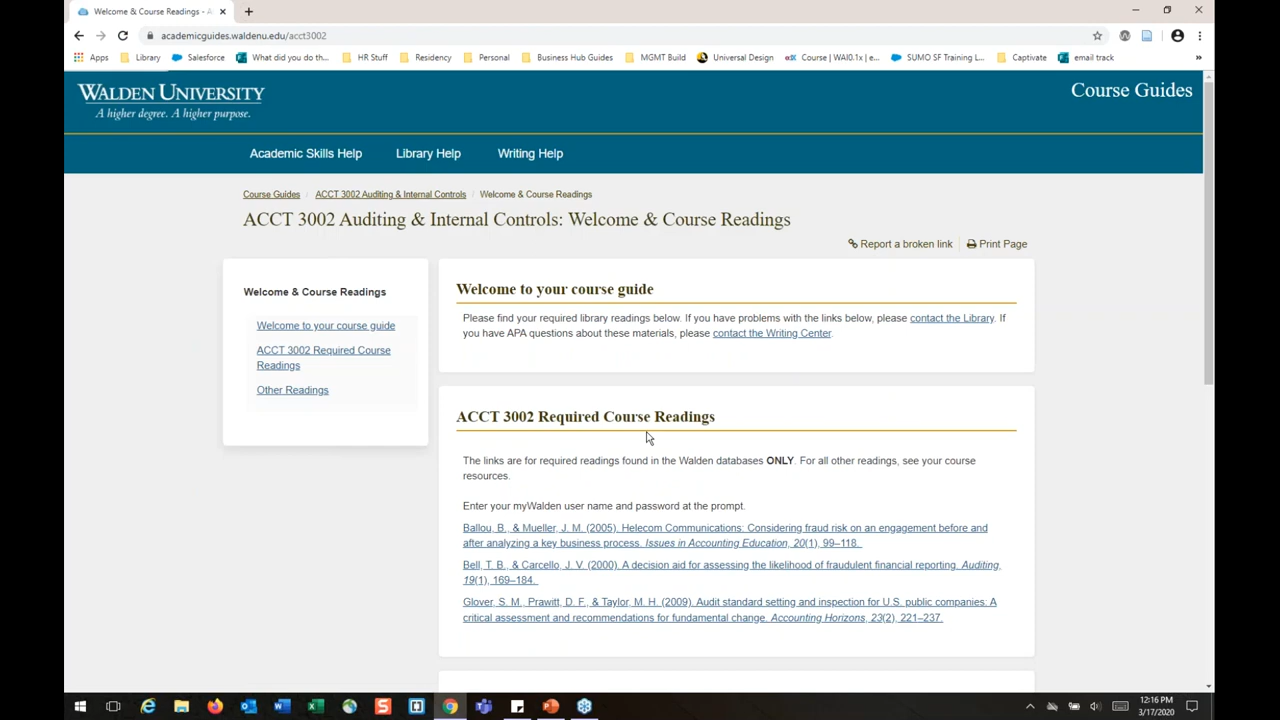 Welcome & Course Readings - A
academicguides.waldenu.edu/acct3002
Apps Library Salesforce What did you do th... HR Stuff Residency Personal Business Hub Guides MGMT Build Universal Design Course | WAI0.1x | e... SUMO SF Training L... Captivate email track »
WALDEN UNIVERSITY
A higher degree. A higher purpose.
Course Guides
Academic Skills Help Library Help Writing Help
Course Guides / ACCT 3002 Auditing & Internal Controls / Welcome & Course Readings
ACCT 3002 Auditing & Internal Controls: Welcome & Course Readings
Report a broken link Print Page
Welcome & Course Readings
Welcome to your course guide
ACCT 3002 Required Course
Readings
Other Readings
Welcome to your course guide
Please find your required library readings below. If you have problems with the links below, please contact the Library. If
you have APA questions about these materials, please contact the Writing Center.
ACCT 3002 Required Course Readings
The links are for required readings found in the Walden databases ONLY. For all other readings, see your course
resources.
Enter your myWalden user name and password at the prompt.
Ballou, B., & Mueller, J. M. (2005). Helecom Communications: Considering fraud risk on an engagement before and
after analyzing a key business process. Issues in Accounting Education, 20(1), 99–118.
Bell, T. B., & Carcello, J. V. (2000). A decision aid for assessing the likelihood of fraudulent financial reporting. Auditing,
19(1), 169–184.
Glover, S. M., Prawitt, D. F., & Taylor, M. H. (2009). Audit standard setting and inspection for U.S. public companies: A
critical assessment and recommendations for fundamental change. Accounting Horizons, 23(2), 221–237.
12:16 PM
3/17/2020